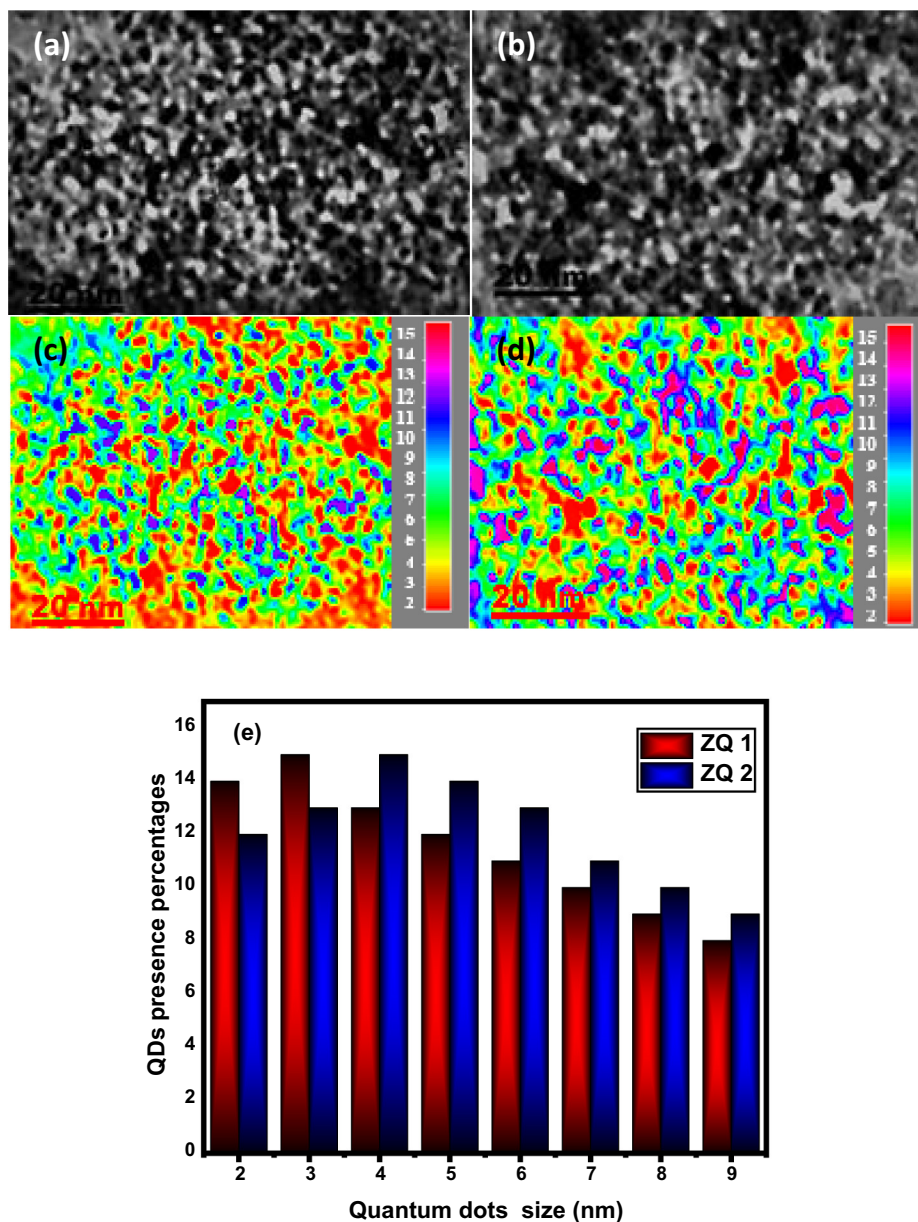 (a)
(b)
20 nm
20 nm
(c)
15
14
13
12
11
10
9
8
7
6
5
4
3
2
20 nm
(d)
15
14
13
12
11
10
9
8
7
6
5
4
3
2
20 nm
(e)
ZQ 1
ZQ 2
QDs presence percentages
16
14
12
10
8
6
4
2
0
2 3 4 5 6 7 8 9
Quantum dots size (nm)